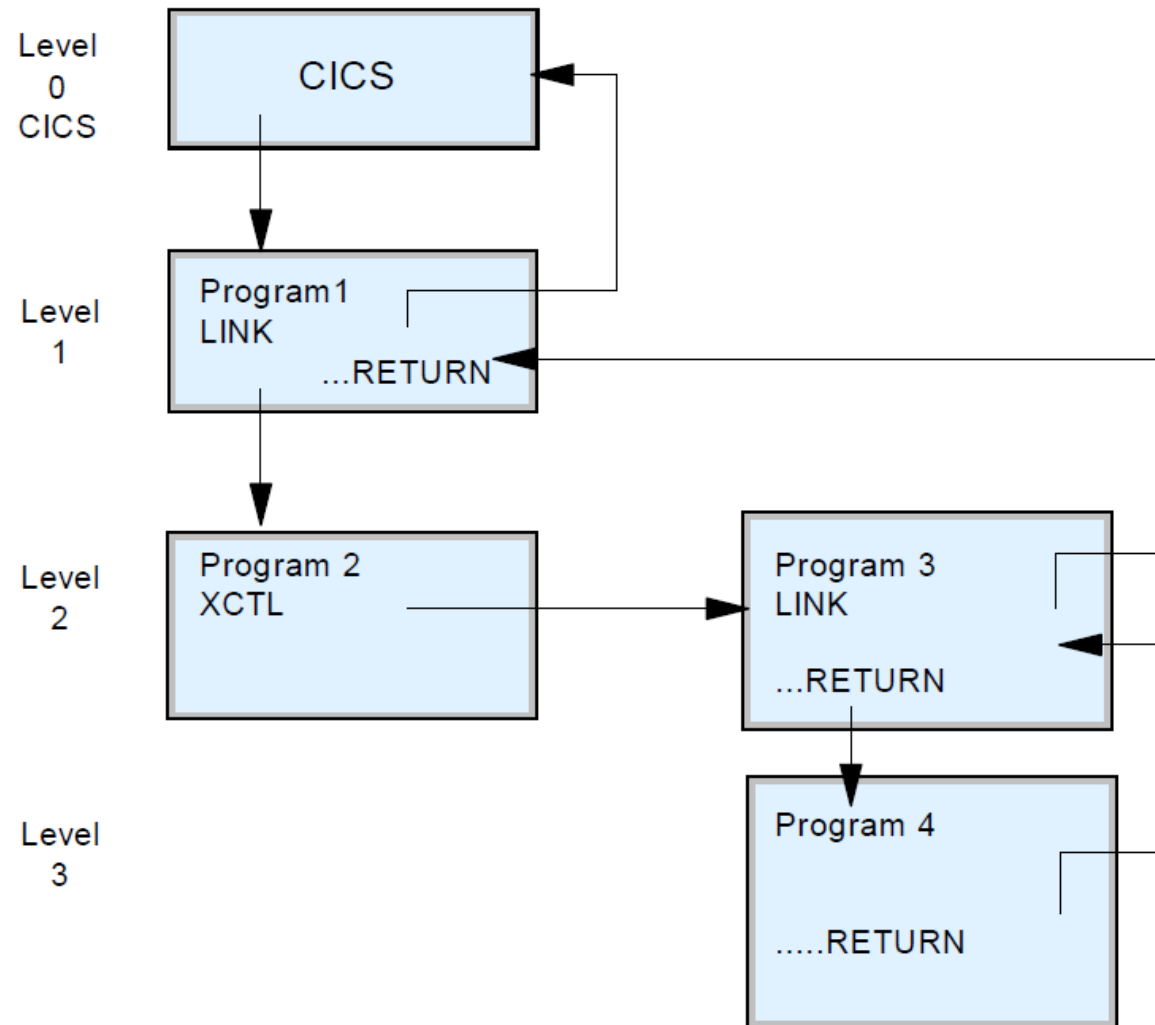 Level
0
CICS
CICS
Level
1
Program1
LINK
...RETURN
Level
2
Program 2
XCTL
Program 3
LINK
...RETURN
Level
3
Program 4
.....RETURN